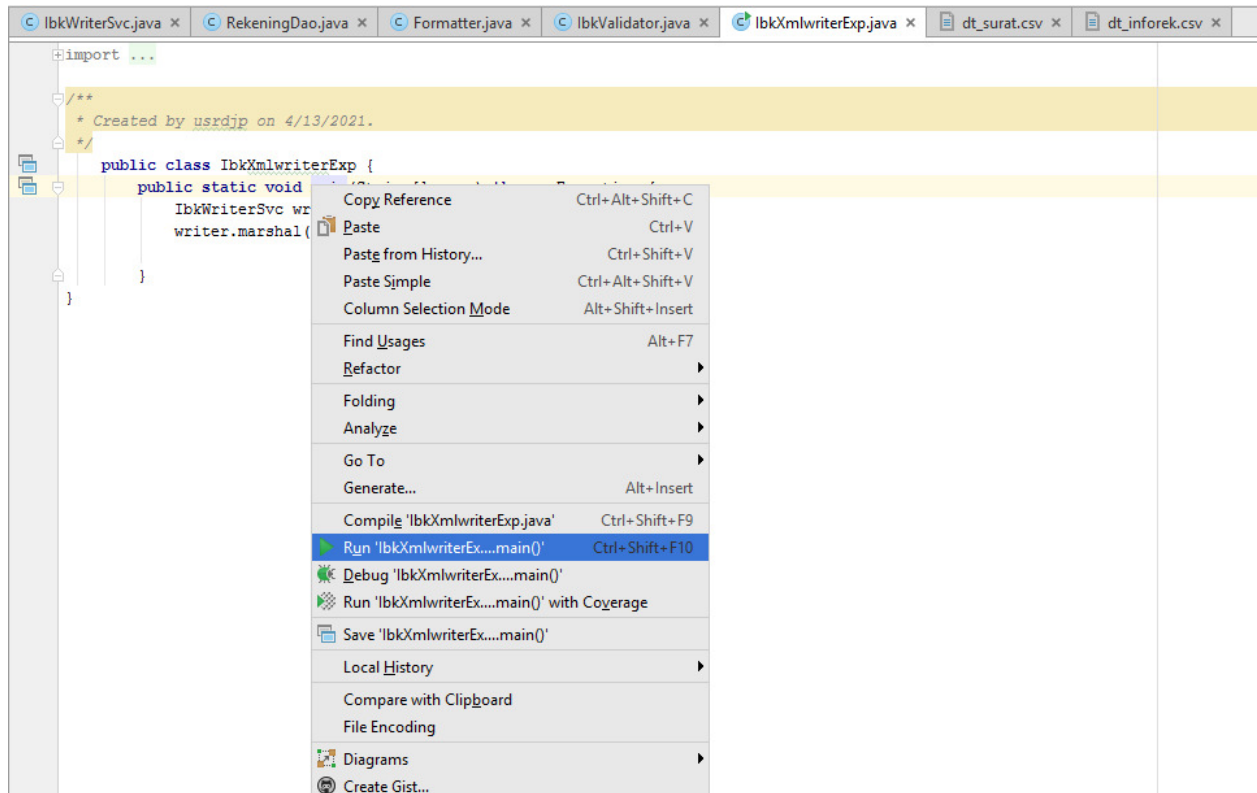 IbkWriterSvc.java × RekeningDao.java × Formatter.java × IbkValidator.java × IbkXmlwriterExp.java × dt_surat.csv × dt_inforek.csv ×
import ...
/**
* Created by usrdjp on 4/13/2021.
*/
public class IbkXmlwriterExp {
public static void
IbkWriterSvc wr
writer.marshal(
}
}
Copy Reference Ctrl+Alt+Shift+C
Paste Ctrl+V
Paste from History... Ctrl+Shift+V
Paste Simple Ctrl+Alt+Shift+V
Column Selection Mode Alt+Shift+Insert
Find Usages Alt+F7
Refactor
Folding
Analyze
Go To
Generate... Alt+Insert
Compile 'IbkXmlwriterExp.java' Ctrl+Shift+F9
Run 'IbkXmlwriterEx....main()' Ctrl+Shift+F10
Debug 'IbkXmlwriterEx....main()'
Run 'IbkXmlwriterEx....main()' with Coverage
Save 'IbkXmlwriterEx....main()'
Local History
Compare with Clipboard
File Encoding
Diagrams
Create Gist...